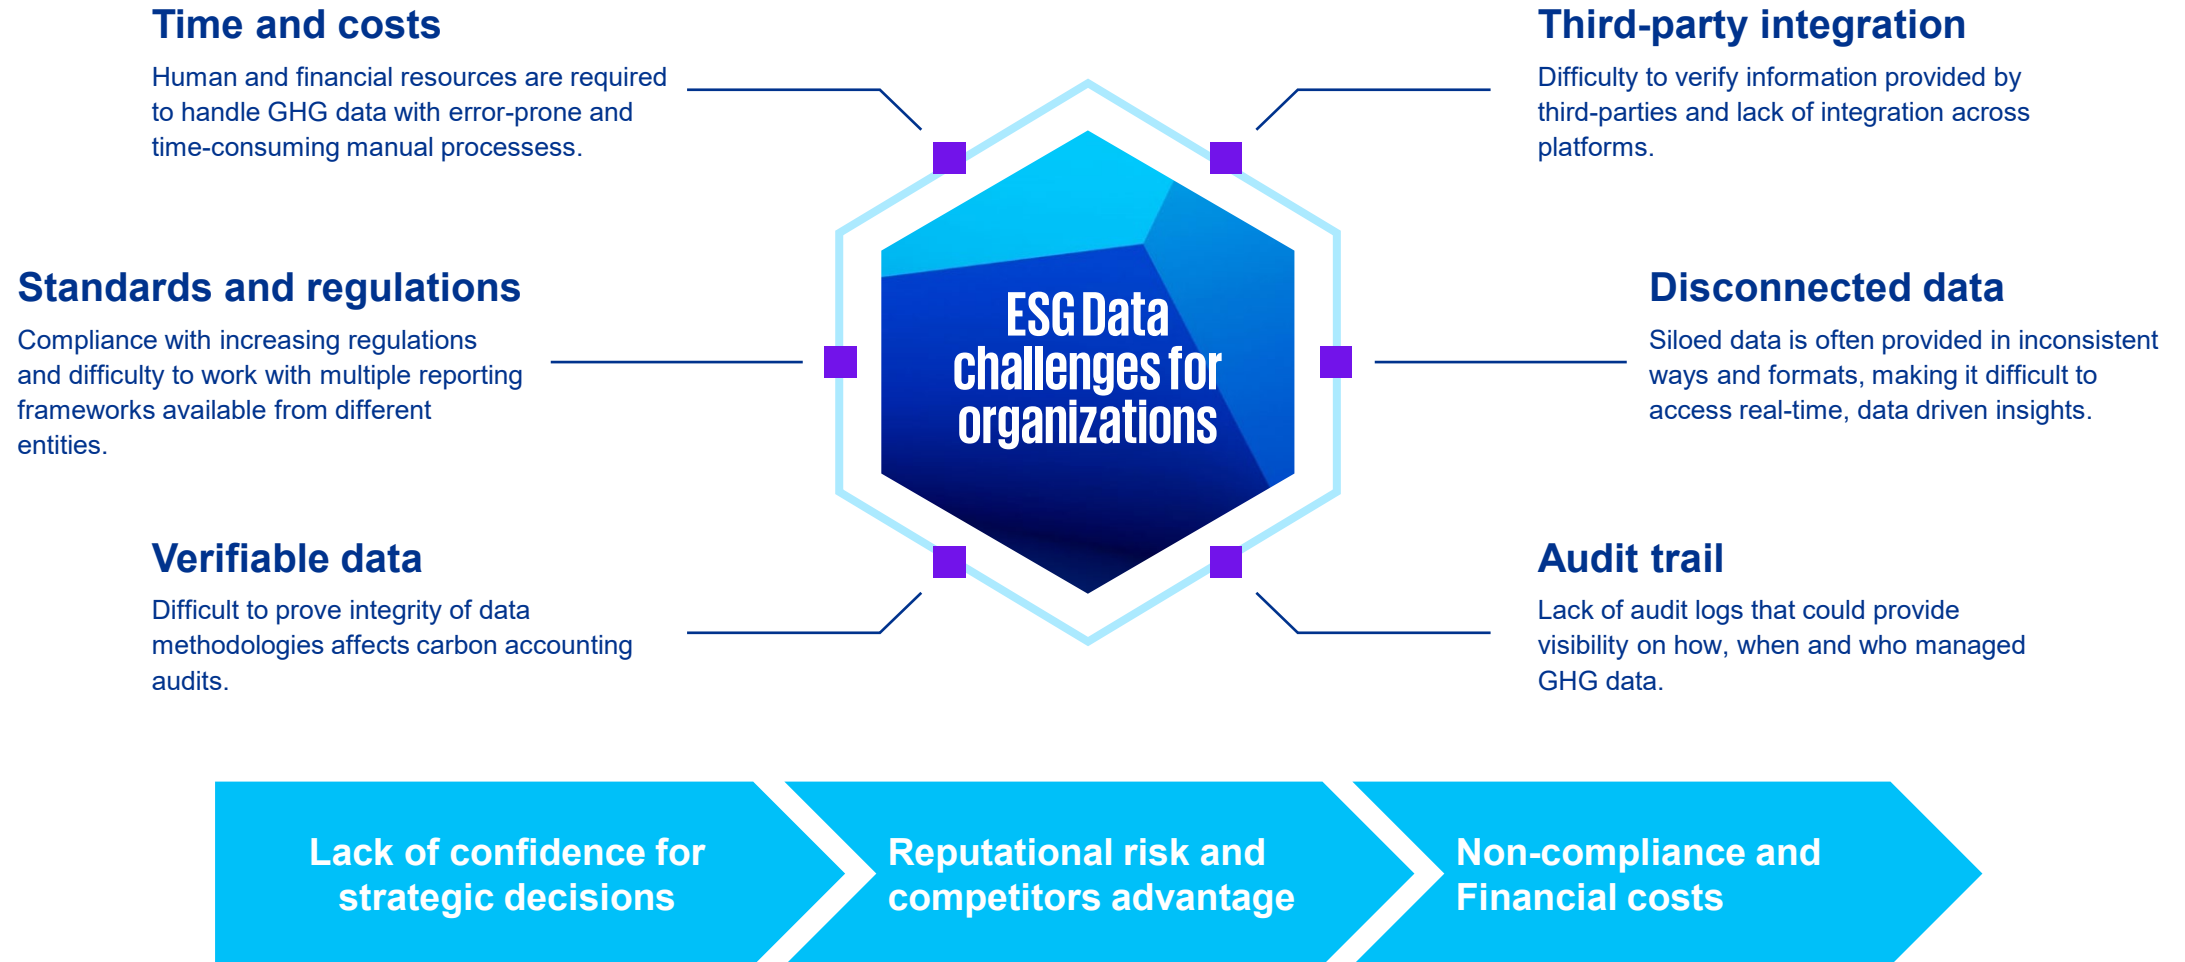 Time and costs
Human and financial resources are required
to handle GHG data with error-prone and
time-consuming manual processess.
Standards and regulations
Compliance with increasing regulations
and difficulty to work with multiple reporting
frameworks available from different
entities.
Verifiable data
Difficult to prove integrity of data
methodologies affects carbon accounting
audits.
ESG Data
challenges for
organizations
Third-party integration
Difficulty to verify information provided by
third-parties and lack of integration across
platforms.
Disconnected data
Siloed data is often provided in inconsistent
ways and formats, making it difficult to
access real-time, data driven insights.
Audit trail
Lack of audit logs that could provide
visibility on how, when and who managed
GHG data.
Lack of confidence for
strategic decisions
Reputational risk and
competitors advantage
Non-compliance and
Financial costs